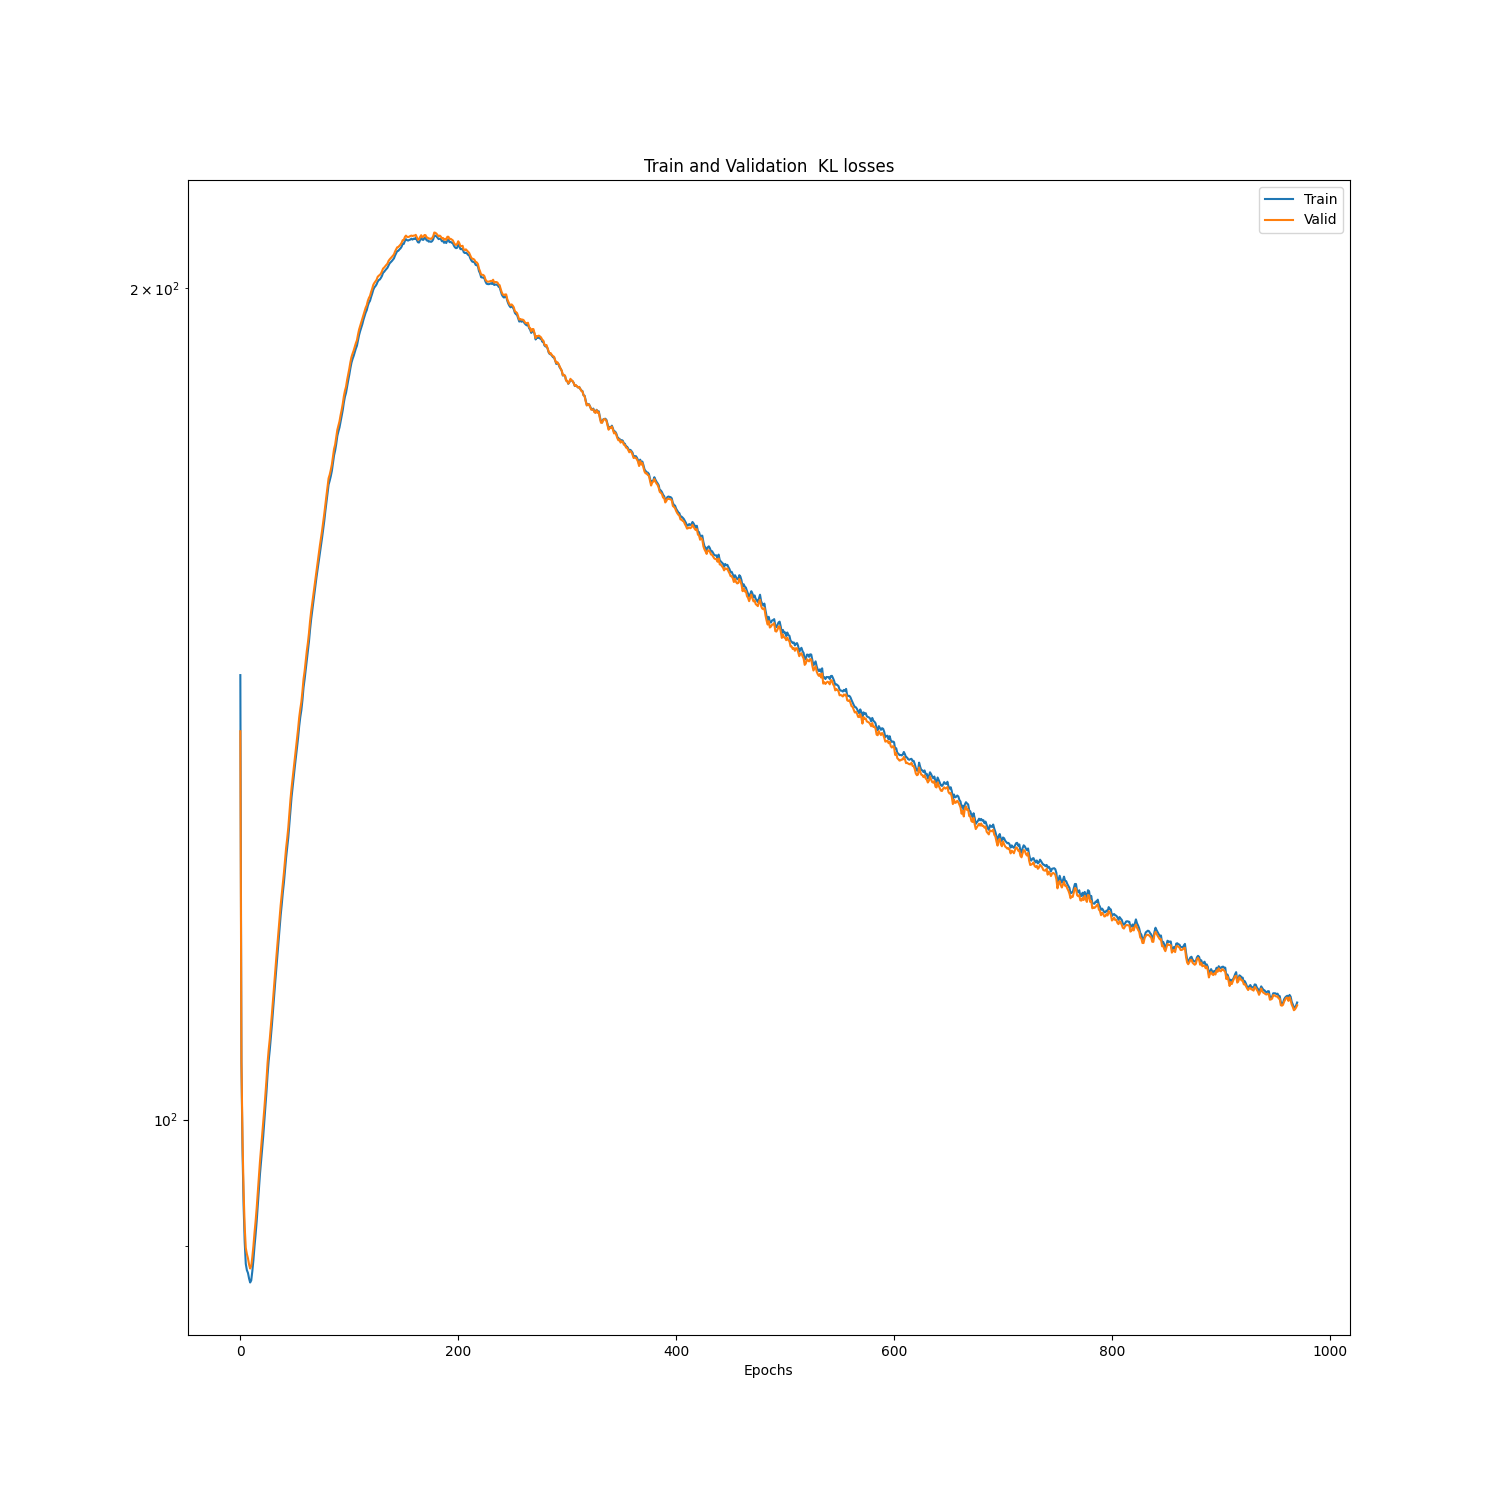 Train and Validation  KL losses
Train
Valid
2 × 10²
10²
0 200 400 600 800 1000
Epochs